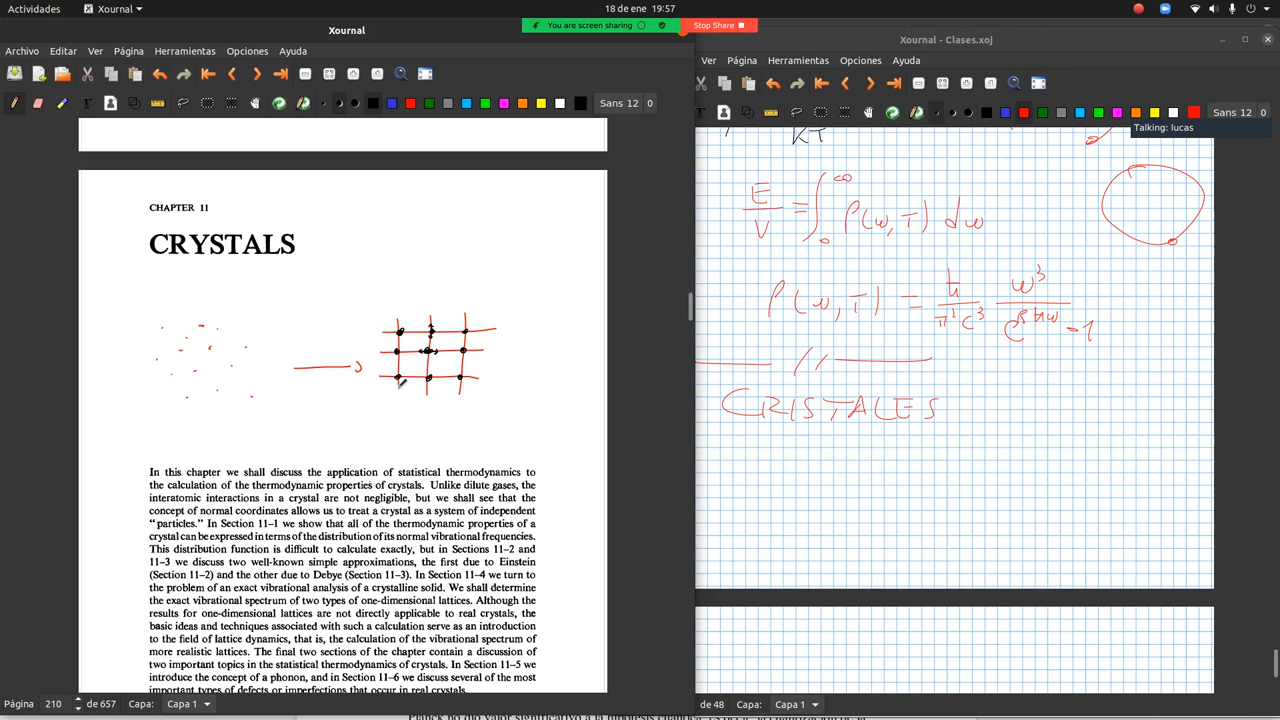 Actividades
Xournal
18 de ene 19:57
You are screen sharing
Stop Share
Xournal
Archivo Editar Ver Página Herramientas Opciones Ayuda
Sans 12
CHAPTER 11
CRYSTALS
In this chapter we shall discuss the application of statistical thermodynamics to
the calculation of the thermodynamic properties of crystals. Unlike dilute gases, the
interatomic interactions in a crystal are not negligible, but we shall see that the
concept of normal coordinates allows us to treat a crystal as a system of independent
“particles.” In Section 11–1 we show that all of the thermodynamic properties of a
crystal can be expressed in terms of the distribution of its normal vibrational frequencies.
This distribution function is difficult to calculate exactly, but in Sections 11–2 and
11–3 we discuss two well-known simple approximations, the first due to Einstein
(Section 11–2) and the other due to Debye (Section 11–3). In Section 11–4 we turn to
the problem of an exact vibrational analysis of a crystalline solid. We shall determine
the exact vibrational spectrum of two types of one-dimensional lattices. Although the
results for one-dimensional lattices are not directly applicable to real crystals, the
basic ideas and techniques associated with such a calculation serve as an introduction
to the field of lattice dynamics, that is, the calculation of the vibrational spectrum of
more realistic lattices. The final two sections of the chapter contain a discussion of
two important topics in the statistical thermodynamics of crystals. In Section 11–5 we
introduce the concept of a phonon, and in Section 11–6 we discuss several of the most
important types of defects or imperfections that occur in real crystals.
Página 210 de 657 Capa: Capa 1
Xournal - Clases.xoj
Ver Página Herramientas Opciones Ayuda
Sans 12
Talking: lucas
KT
E/V = ∫₀^∞ ρ(ω,T) dω
ρ(ω,T) = ħ/π²c³ ω³/e^βħω-1
CRISTALES
de 48 Capa: Capa 1